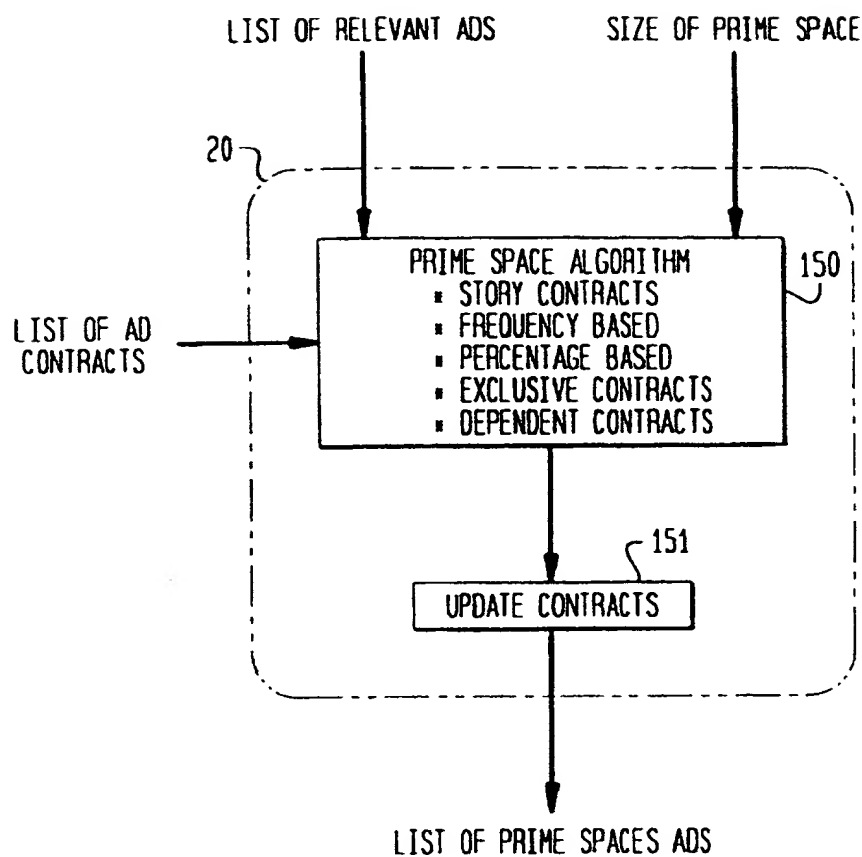 LIST OF RELEVANT ADS
SIZE OF PRIME SPACE
20
PRIME SPACE ALGORITHM
* STORY CONTRACTS
* FREQUENCY BASED
* PERCENTAGE BASED
* EXCLUSIVE CONTRACTS
* DEPENDENT CONTRACTS
150
LIST OF AD
CONTRACTS
151
UPDATE CONTRACTS
LIST OF PRIME SPACES ADS